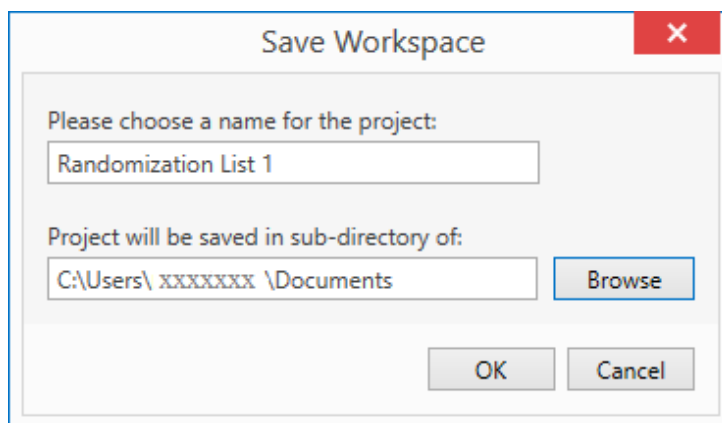 Save Workspace
Please choose a name for the project:
Randomization List 1
Project will be saved in sub-directory of:
C:\Users\ xxxxxxx \Documents
Browse
OK
Cancel